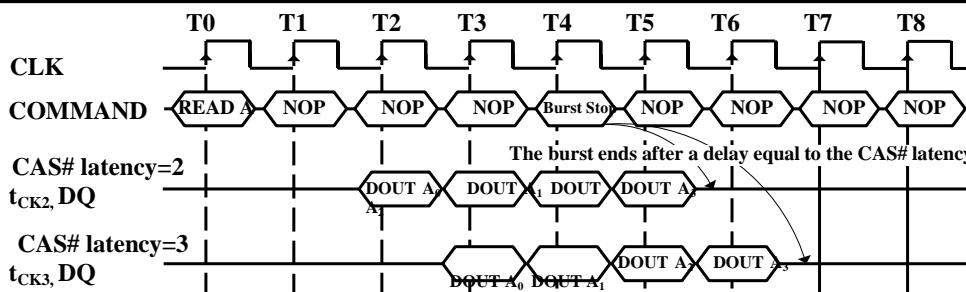 T0 T1 T2 T3 T4 T5 T6 T7 T8
CLK
COMMAND READ A NOP NOP NOP Burst Stop NOP NOP NOP NOP
The burst ends after a delay equal to the CAS# latency
CAS# latency=2
tCK2, DQ DOUT A0 DOUT A1 DOUT A2 DOUT A3
CAS# latency=3
tCK3, DQ DOUT A0 DOUT A1 DOUT A2 DOUT A3